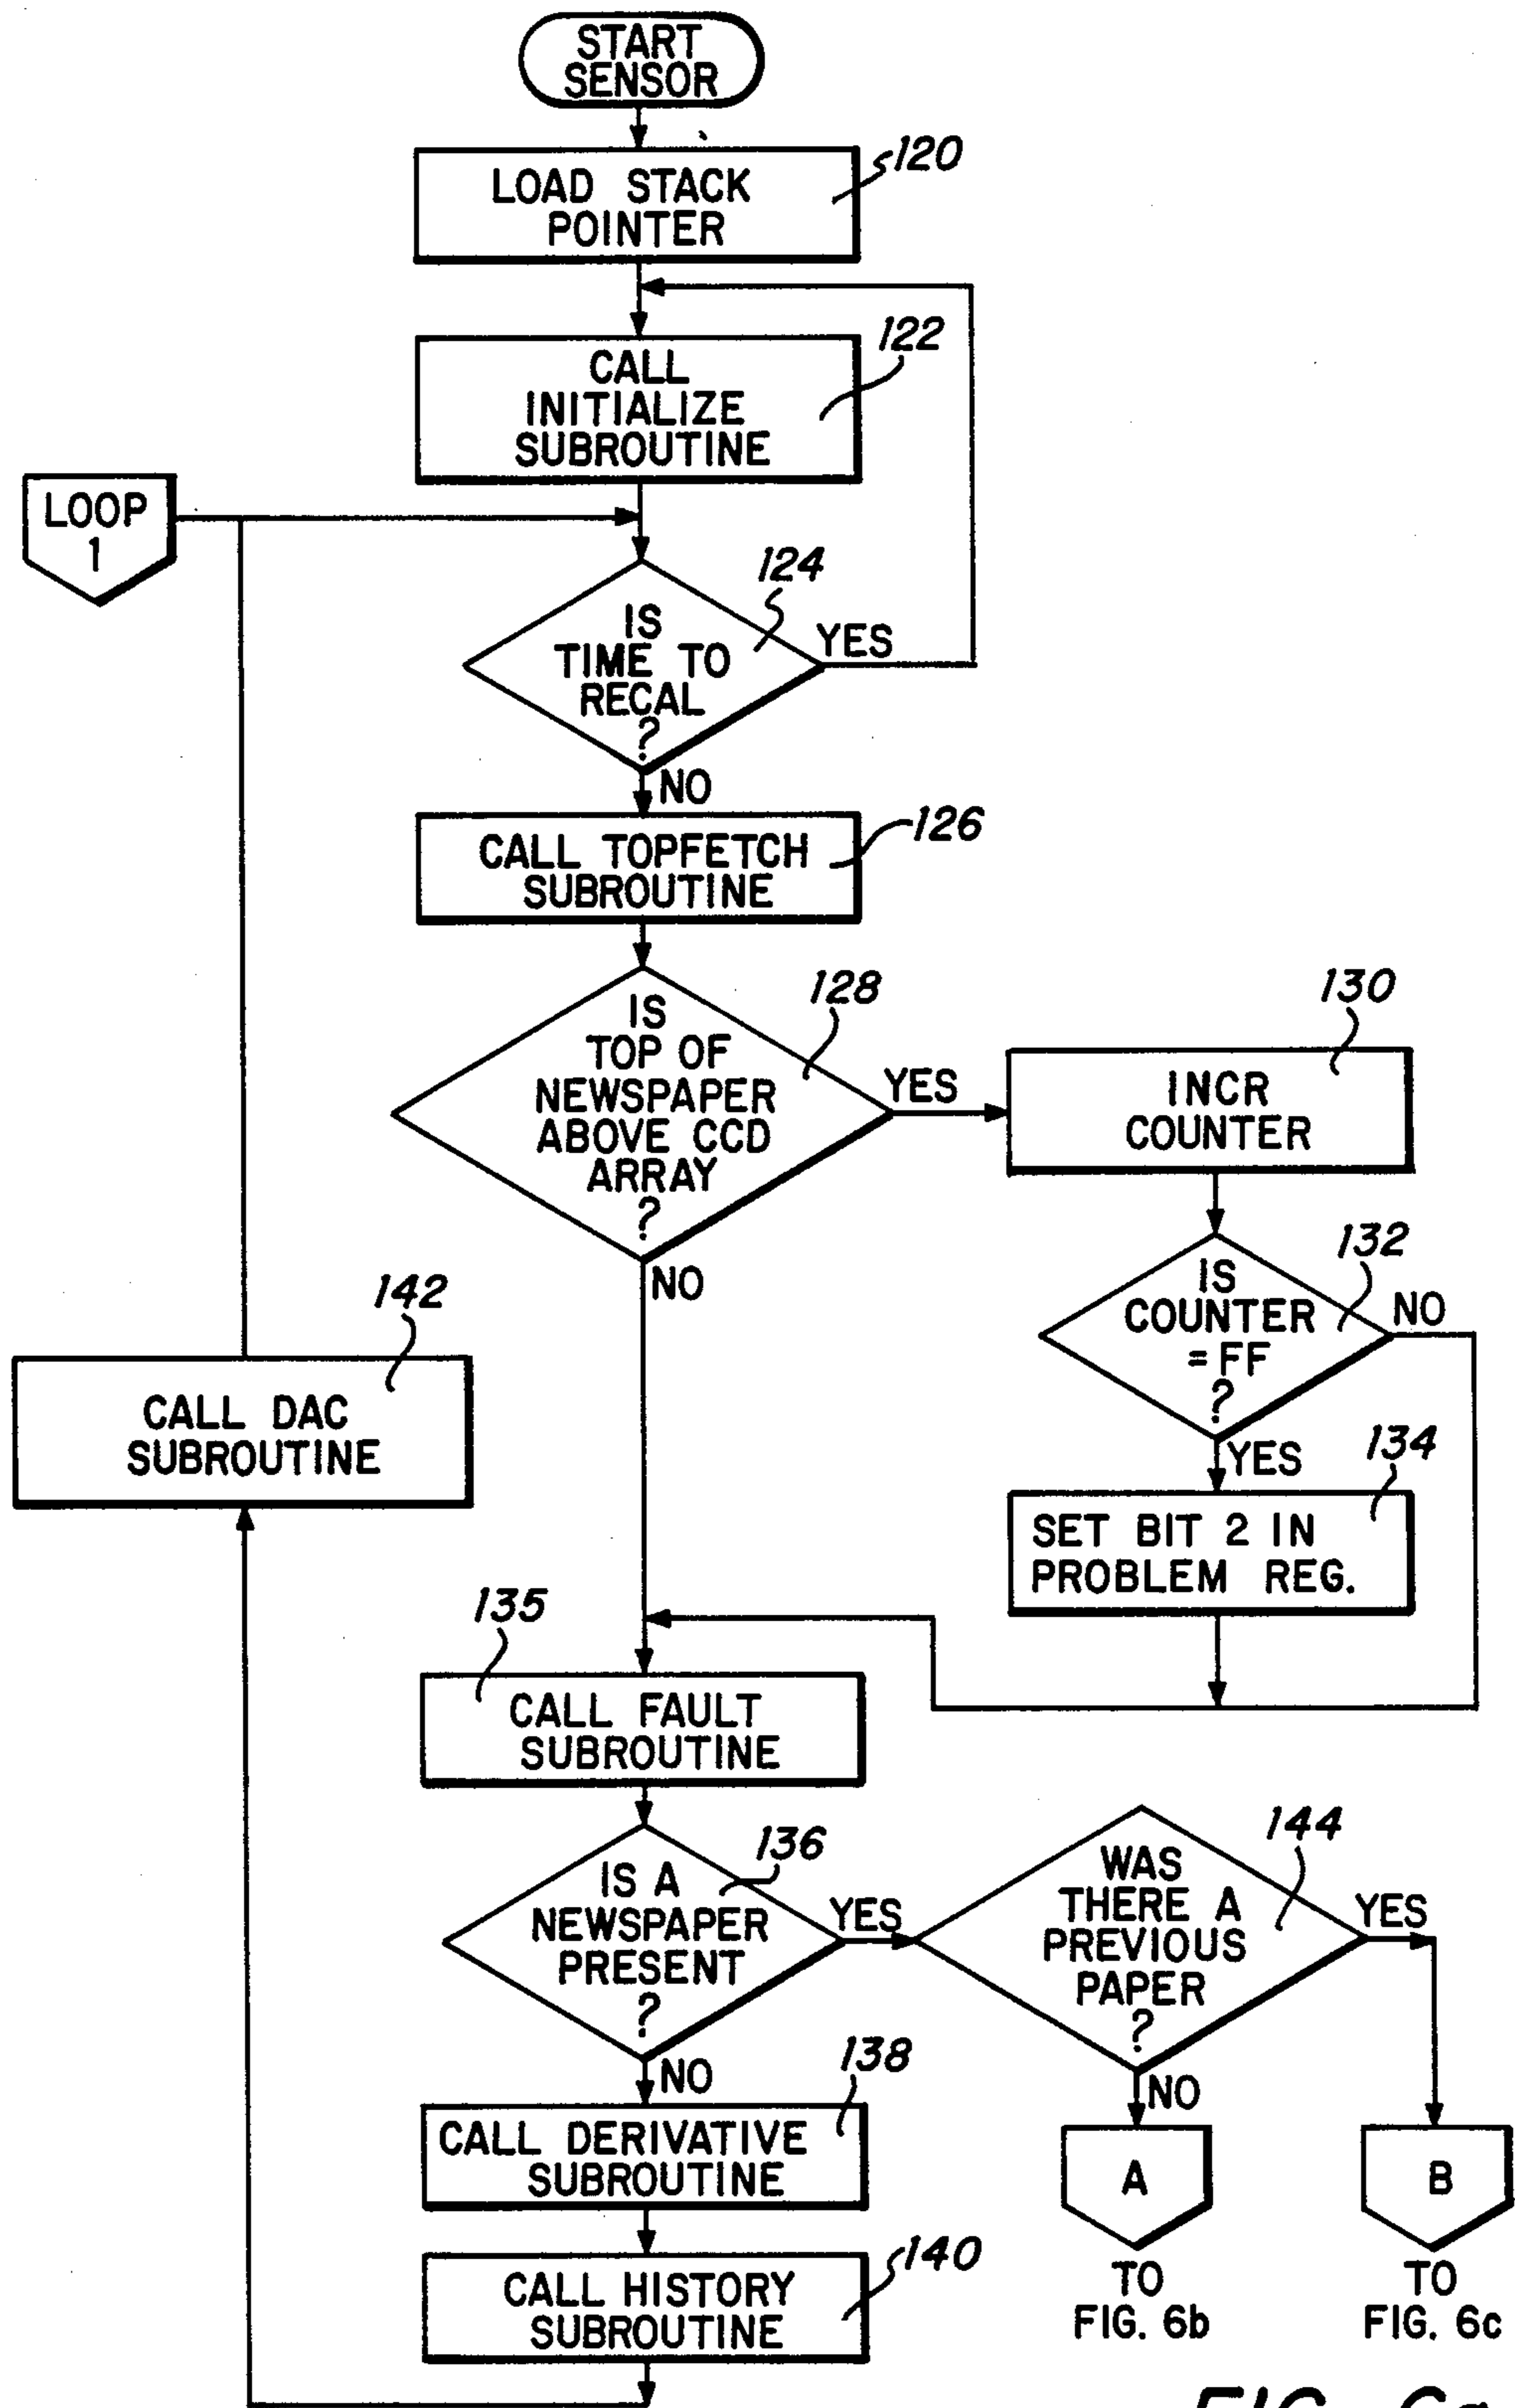 START
SENSOR
120
LOAD STACK
POINTER
122
CALL
INITIALIZE
SUBROUTINE
LOOP
1
124
IS
TIME TO
RECAL
?
YES
NO
126
CALL TOPFETCH
SUBROUTINE
128
IS
TOP OF
NEWSPAPER
ABOVE CCD
ARRAY
?
YES
NO
130
INCR
COUNTER
132
IS
COUNTER
=FF
?
NO
YES
142
CALL DAC
SUBROUTINE
134
SET BIT 2 IN
PROBLEM REG.
135
CALL FAULT
SUBROUTINE
136
IS A
NEWSPAPER
PRESENT
?
YES
NO
144
WAS
THERE A
PREVIOUS
PAPER
?
YES
NO
138
CALL DERIVATIVE
SUBROUTINE
A
B
140
CALL HISTORY
SUBROUTINE
TO
FIG. 6b
TO
FIG. 6c
FIG. 6a